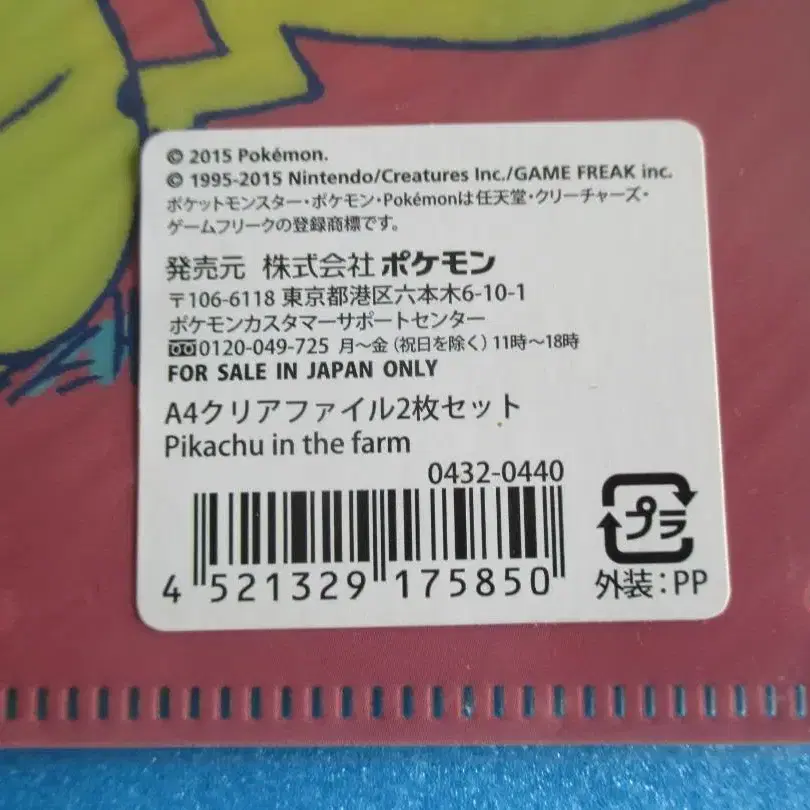 © 2015 Pokémon.
© 1995-2015 Nintendo/Creatures Inc./GAME FREAK inc.
ポケットモンスター・ポケモン・Pokémonは任天堂・クリーチャーズ・
ゲームフリークの登録商標です。
発売元 株式会社ポケモン
〒106-6118 東京都港区六本木6-10-1
ポケモンカスタマーサポートセンター
0120-049-725 月〜金（祝日を除く）11時〜18時
FOR SALE IN JAPAN ONLY
A4クリアファイル2枚セット
Pikachu in the farm
0432-0440
4 521329 175850
プラ
外装：PP